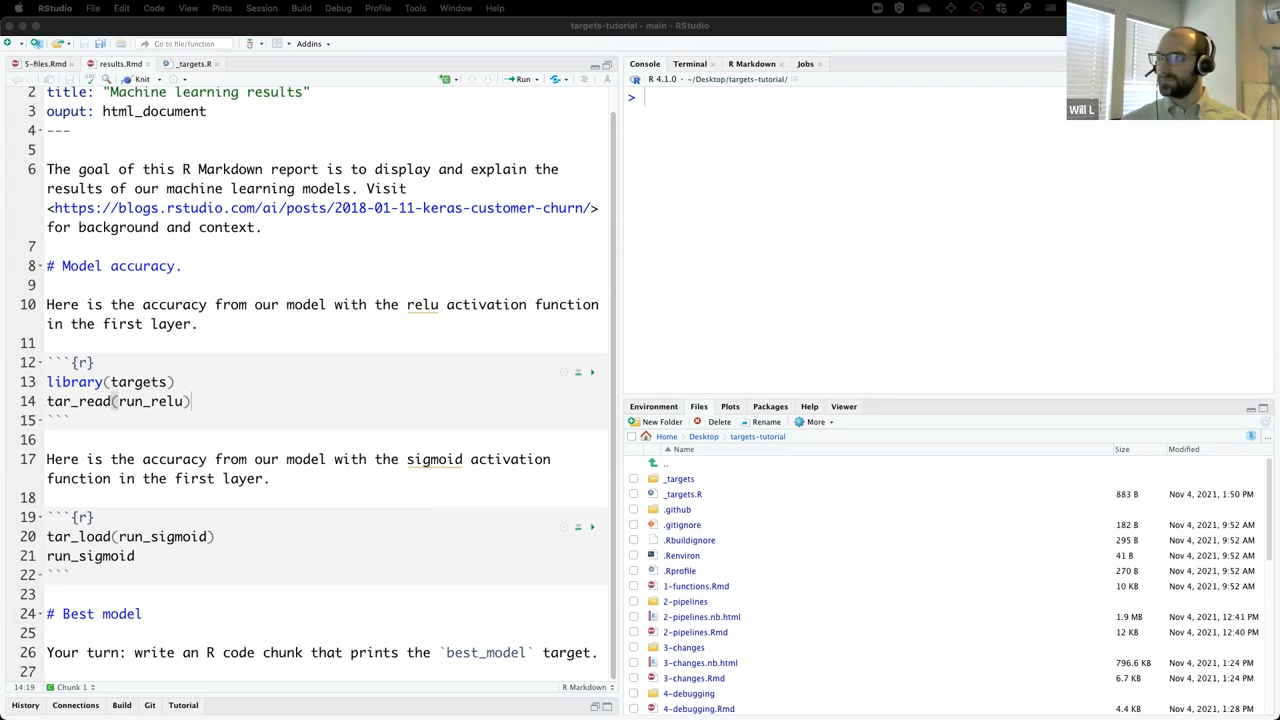 Session
Build
Debug
Profile
Tools
Window
Help
targets-tutorial - main - RStudio
Go to file/function
Addins
5-files.Rmd
results.Rmd
_targets.R
Knit
Run
2 title: "Machine learning results"
3 ouput: html_document
4 ---
5
6 The goal of this R Markdown report is to display and explain the
results of our machine learning models. Visit
<https://blogs.rstudio.com/ai/posts/2018-01-11-keras-customer-churn/>
for background and context.
7
8 # Model accuracy.
9
10 Here is the accuracy from our model with the relu activation function
in the first layer.
11
12 ```{r}
13 library(targets)
14 tar_read(run_relu)
15 ```
16
17 Here is the accuracy from our model with the sigmoid activation
function in the first layer.
18
19 ```{r}
20 tar_load(run_sigmoid)
21 run_sigmoid
22 ```
23
24 # Best model
25
26 Your turn: write an R code chunk that prints the `best_model` target.
27
14:19 Chunk 1 R Markdown
History Connections Build Git Tutorial
Console Terminal R Markdown Jobs
R 4.1.0 · ~/Desktop/targets-tutorial/
>
Will L
Environment Files Plots Packages Help Viewer
New Folder Delete Rename More
Home Desktop targets-tutorial
Name Size Modified
..
_targets
_targets.R 883 B Nov 4, 2021, 1:50 PM
.github
.gitignore 182 B Nov 4, 2021, 9:52 AM
.Rbuildignore 295 B Nov 4, 2021, 9:52 AM
.Renviron 41 B Nov 4, 2021, 9:52 AM
.Rprofile 270 B Nov 4, 2021, 9:52 AM
1-functions.Rmd 10 KB Nov 4, 2021, 9:52 AM
2-pipelines
2-pipelines.nb.html 1.9 MB Nov 4, 2021, 12:41 PM
2-pipelines.Rmd 12 KB Nov 4, 2021, 12:40 PM
3-changes
3-changes.nb.html 796.6 KB Nov 4, 2021, 1:24 PM
3-changes.Rmd 6.7 KB Nov 4, 2021, 1:24 PM
4-debugging
4-debugging.Rmd 4.4 KB Nov 4, 2021, 1:28 PM